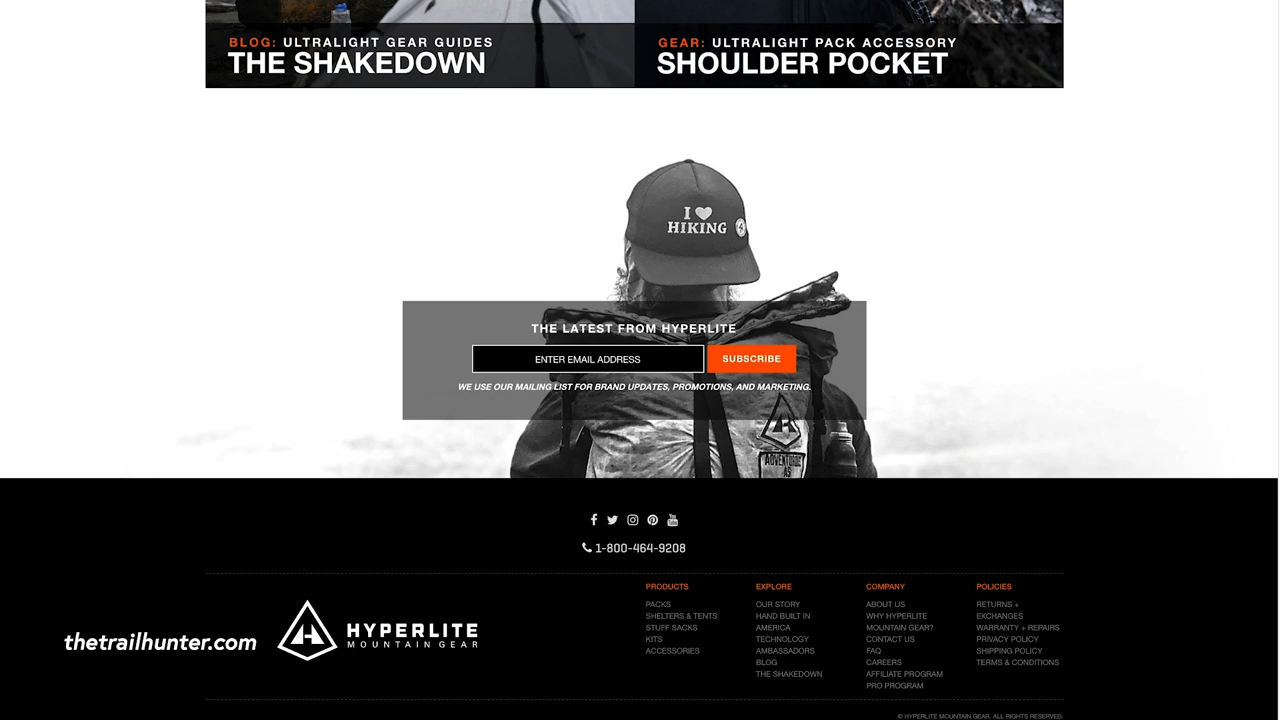 BLOG: ULTRALIGHT GEAR GUIDES
THE SHAKEDOWN
GEAR: ULTRALIGHT PACK ACCESSORY
SHOULDER POCKET
I ♥
HIKING
THE LATEST FROM HYPERLITE
ENTER EMAIL ADDRESS
SUBSCRIBE
WE USE OUR MAILING LIST FOR BRAND UPDATES, PROMOTIONS, AND MARKETING.
ADVENTUROUS
AS
1-800-464-9208
thetrailhunter.com
HYPERLITE
MOUNTAIN GEAR
PRODUCTS
PACKS
SHELTERS & TENTS
STUFF SACKS
KITS
ACCESSORIES
EXPLORE
OUR STORY
HAND BUILT IN
AMERICA
TECHNOLOGY
AMBASSADORS
BLOG
THE SHAKEDOWN
COMPANY
ABOUT US
WHY HYPERLITE
MOUNTAIN GEAR?
CONTACT US
FAQ
CAREERS
AFFILIATE PROGRAM
PRO PROGRAM
POLICIES
RETURNS +
EXCHANGES
WARRANTY + REPAIRS
PRIVACY POLICY
SHIPPING POLICY
TERMS & CONDITIONS
© HYPERLITE MOUNTAIN GEAR. ALL RIGHTS RESERVED.